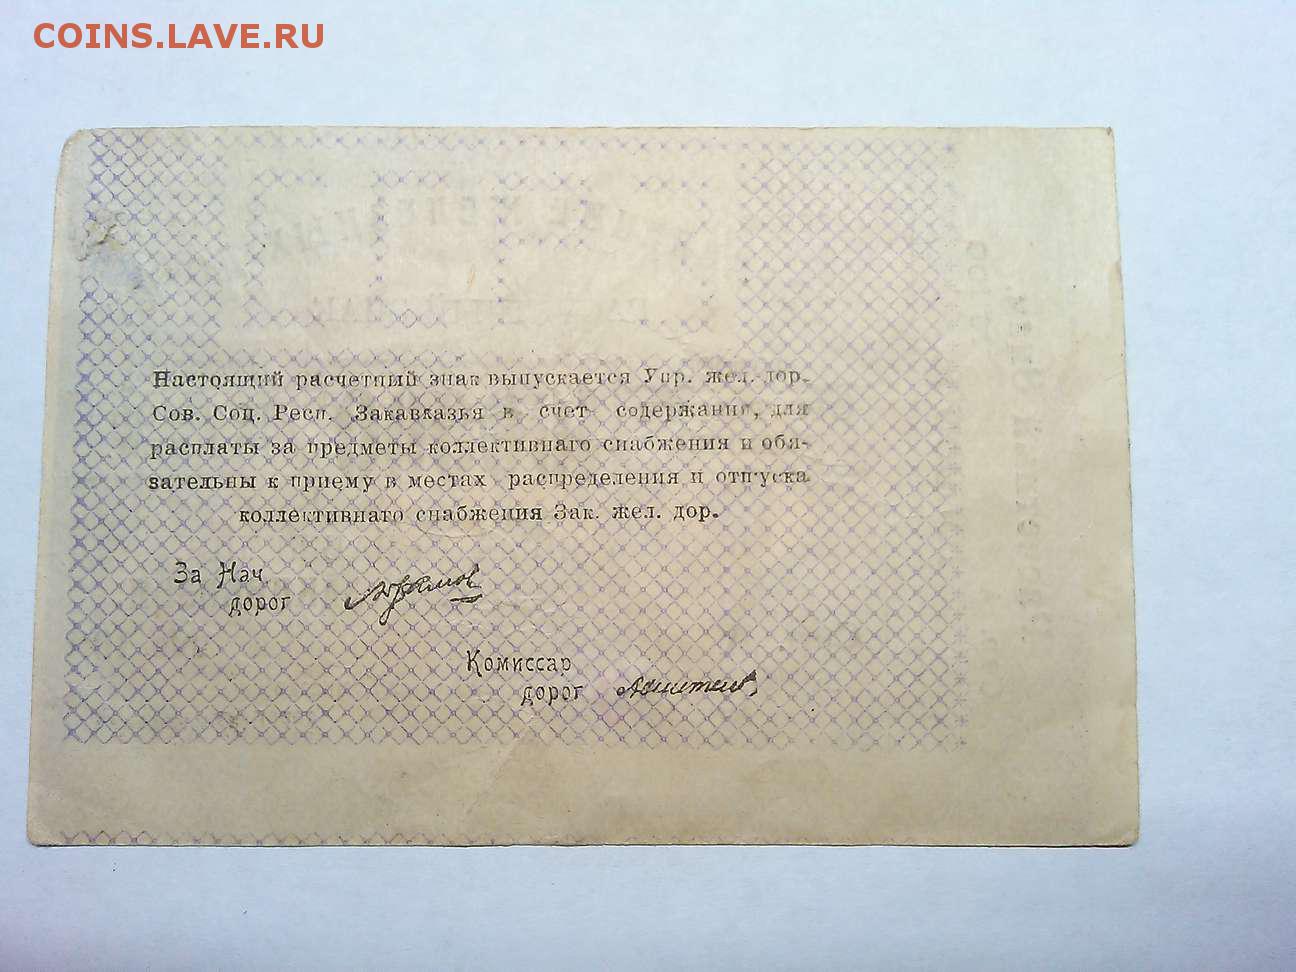 COINS.LAVE.RU
Настоящий расчетный знак выпускается Упр. жел. дор.
Сов. Соц. Респ. Закавказья в счет содержания, для
расплаты за предметы коллективнаго снабжения и обя-
зательны к приему в местах распределения и отпуска
коллективнаго снабжения Зак. жел. дор.
За Нач.
дорог
Комиссар
дорог